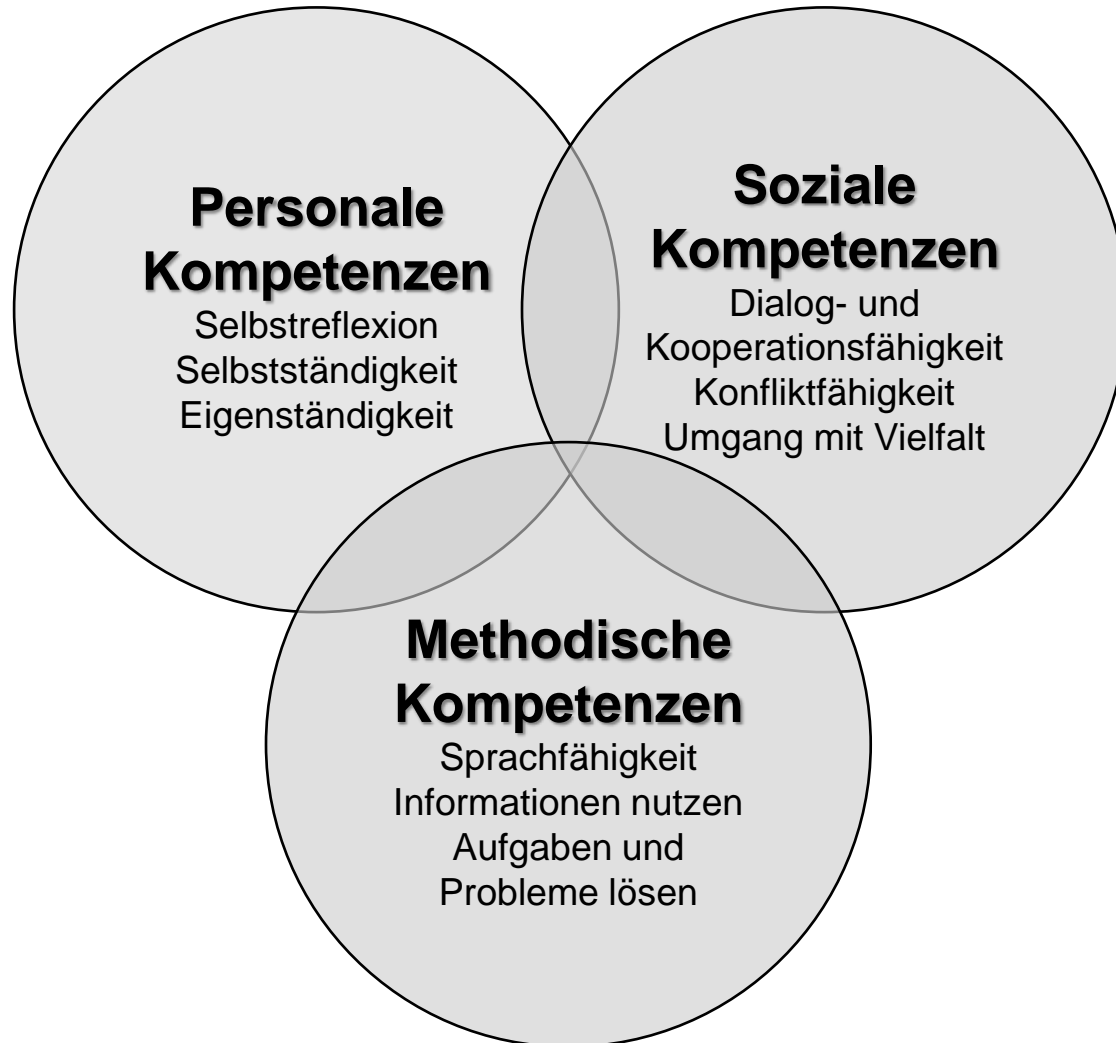 Personale
Kompetenzen
Selbstreflexion
Selbstständigkeit
Eigenständigkeit
Soziale
Kompetenzen
Dialog- und
Kooperationsfähigkeit
Konfliktfähigkeit
Umgang mit Vielfalt
Methodische
Kompetenzen
Sprachfähigkeit
Informationen nutzen
Aufgaben und
Probleme lösen